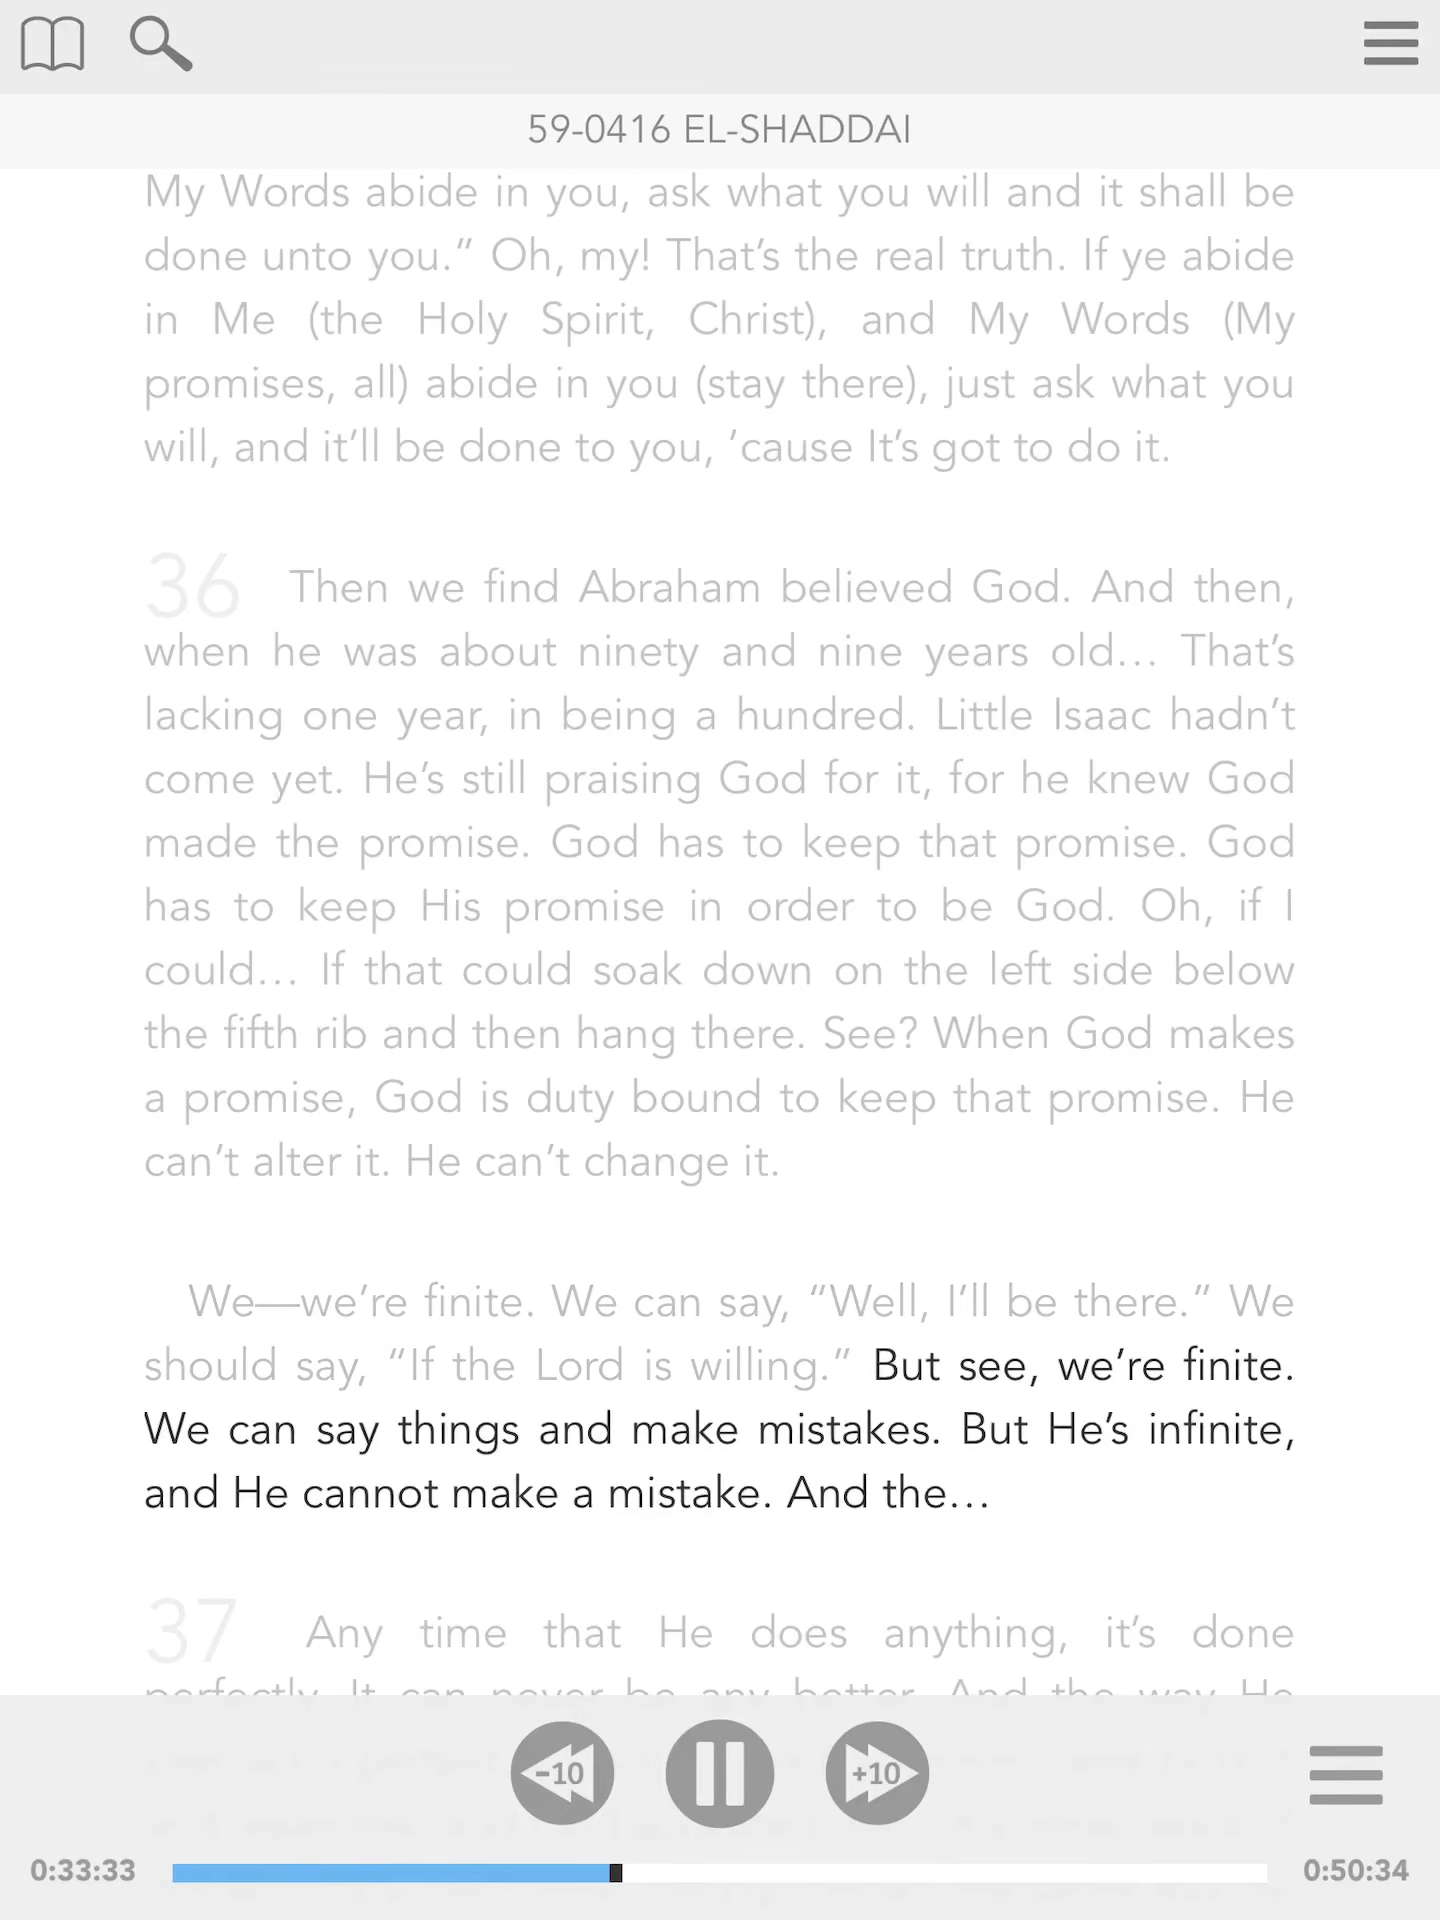 59-0416 EL-SHADDAI
My Words abide in you, ask what you will and it shall be
done unto you.” Oh, my! That’s the real truth. If ye abide
in Me (the Holy Spirit, Christ), and My Words (My
promises, all) abide in you (stay there), just ask what you
will, and it’ll be done to you, ’cause It’s got to do it.
36 Then we find Abraham believed God. And then,
when he was about ninety and nine years old… That’s
lacking one year, in being a hundred. Little Isaac hadn’t
come yet. He’s still praising God for it, for he knew God
made the promise. God has to keep that promise. God
has to keep His promise in order to be God. Oh, if I
could… If that could soak down on the left side below
the fifth rib and then hang there. See? When God makes
a promise, God is duty bound to keep that promise. He
can’t alter it. He can’t change it.
We—we’re finite. We can say, “Well, I’ll be there.” We
should say, “If the Lord is willing.” But see, we’re finite.
We can say things and make mistakes. But He’s infinite,
and He cannot make a mistake. And the…
37 Any time that He does anything, it’s done
perfectly. It can never be any better. And the way He
-10 +10
0:33:33 0:50:34